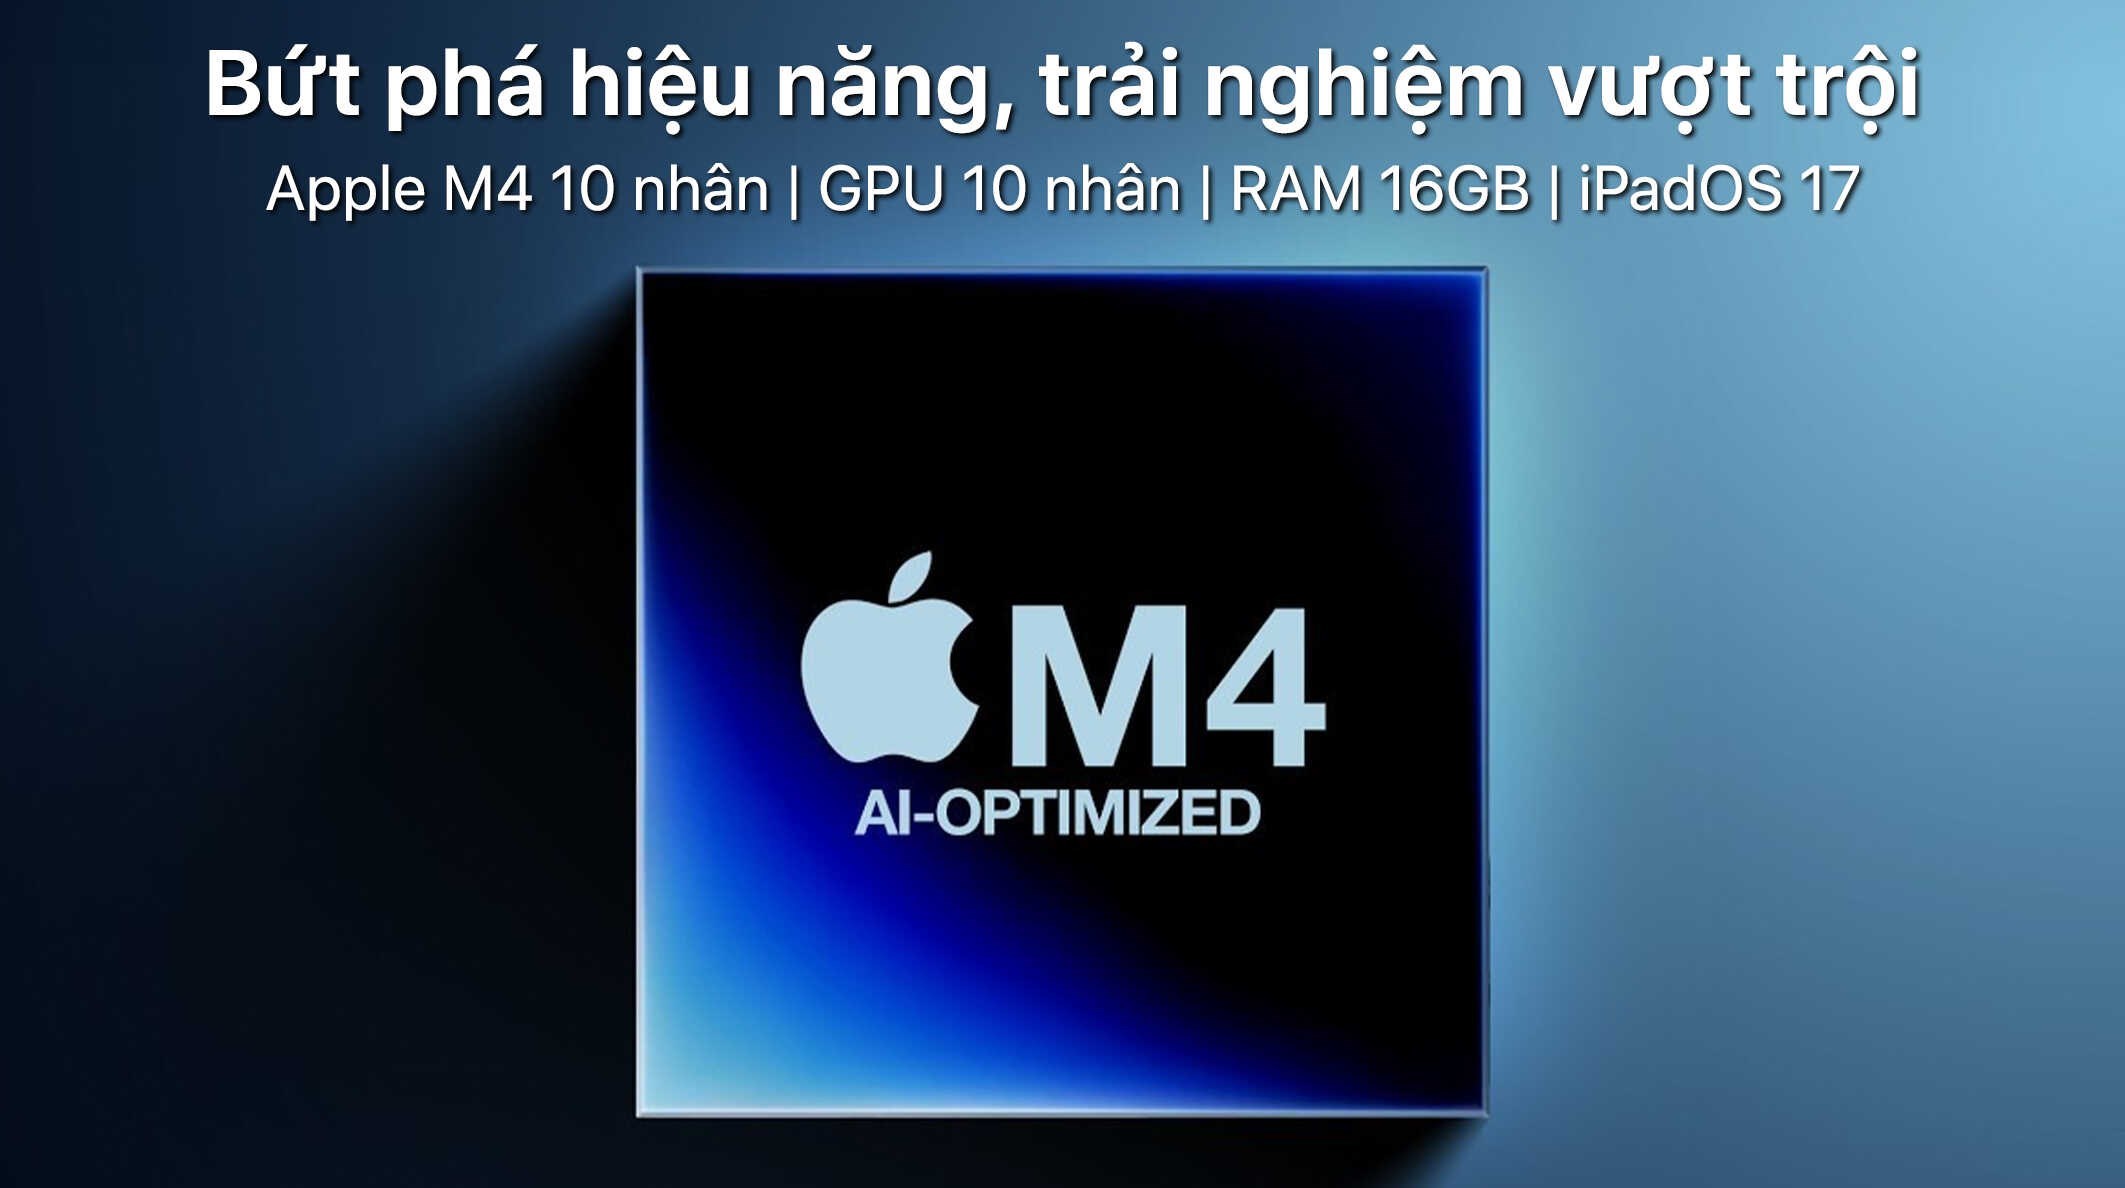 Bứt phá hiệu năng, trải nghiệm vượt trội
Apple M4 10 nhân | GPU 10 nhân | RAM 16GB | iPadOS 17
M4
AI-OPTIMIZED